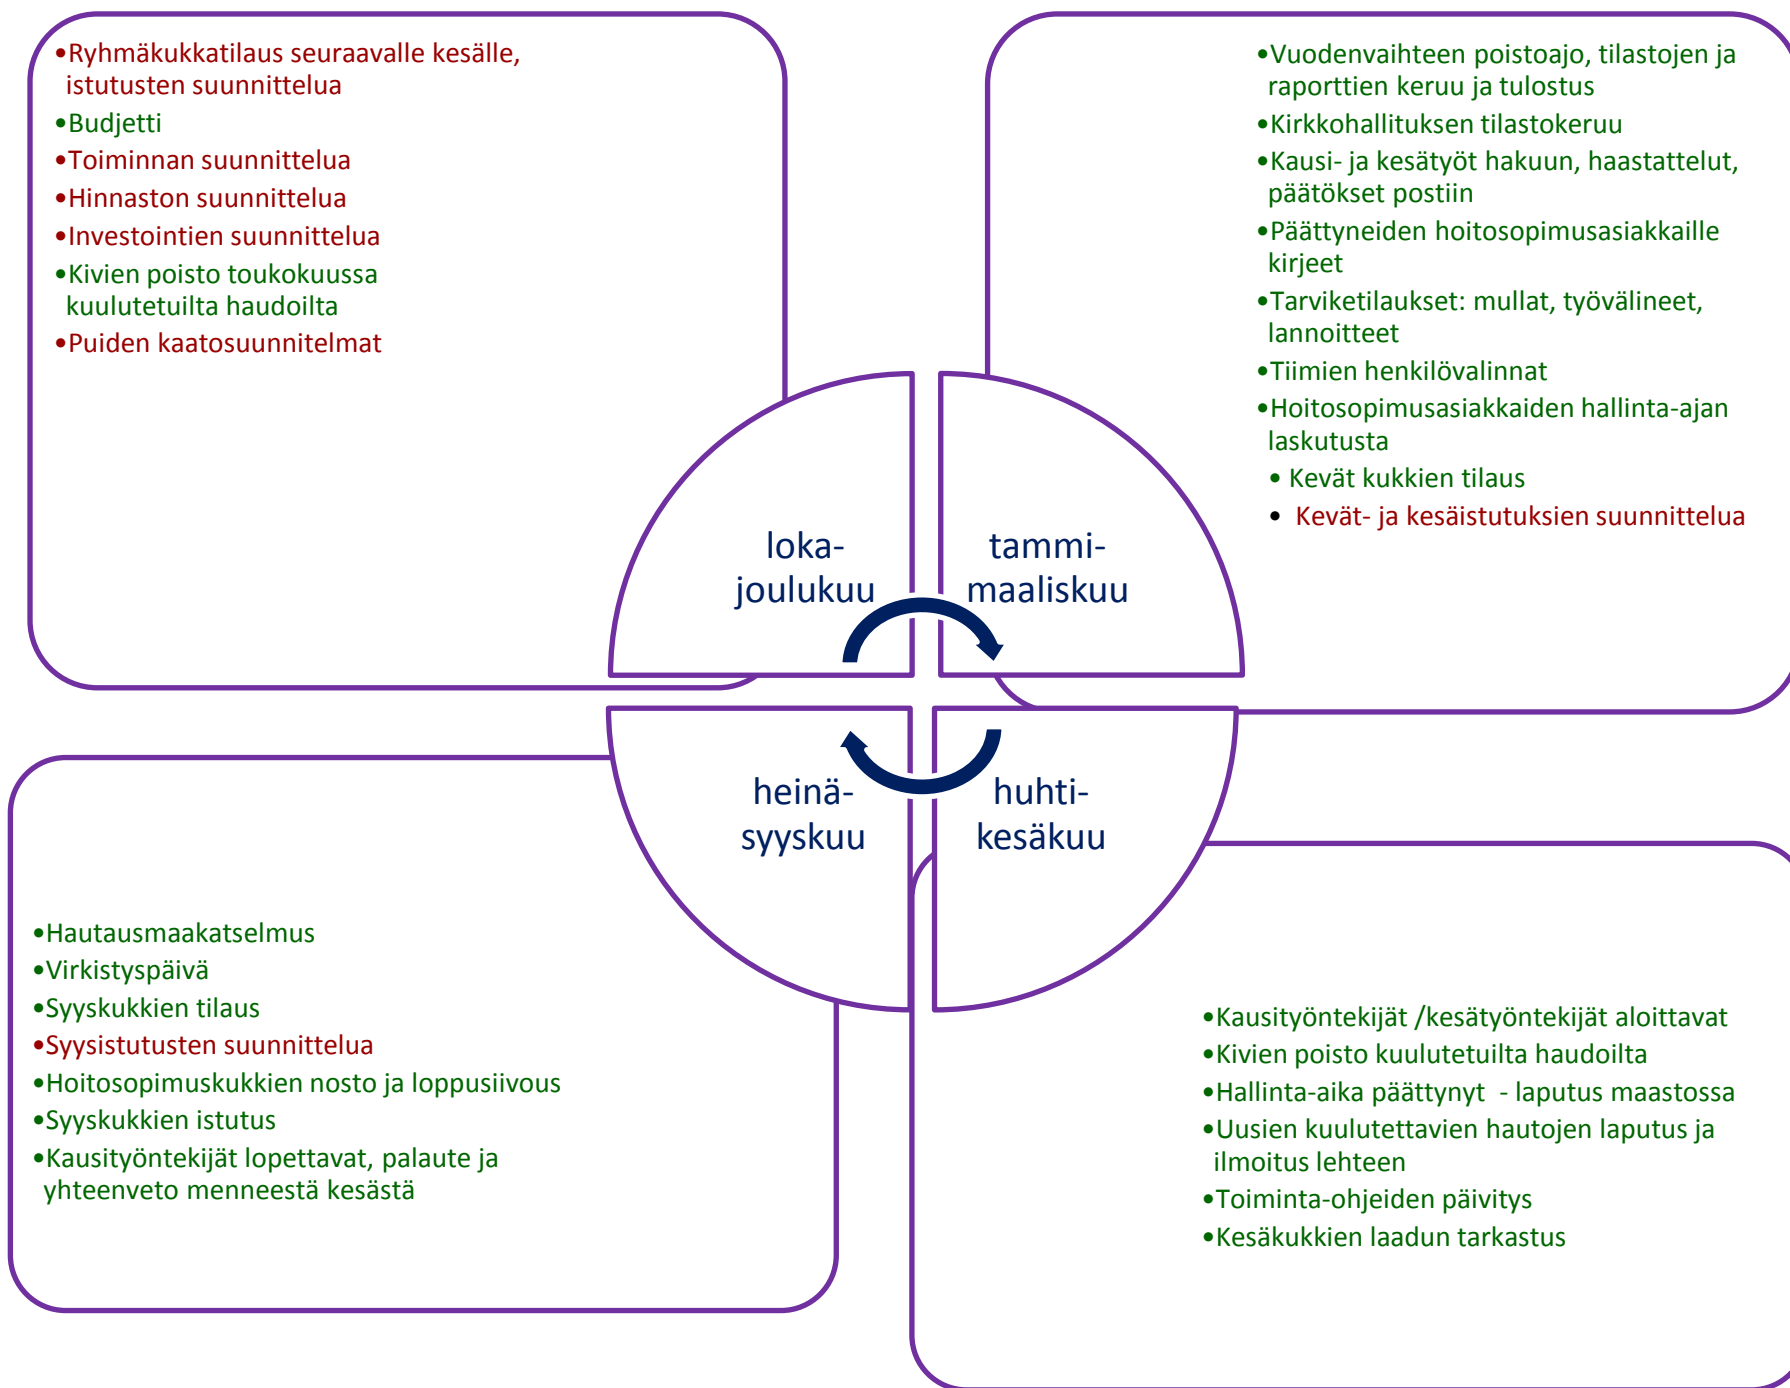 •Ryhmäkukkatilaus seuraavalle kesälle,
istutusten suunnittelua
•Budjetti
•Toiminnan suunnittelua
•Hinnaston suunnittelua
•Investointien suunnittelua
•Kivien poisto toukokuussa
kuulutetuilta haudoilta
•Puiden kaatosuunnitelmat
•Vuodenvaihteen poistoajo, tilastojen ja
raporttien keruu ja tulostus
•Kirkkohallituksen tilastokeruu
•Kausi- ja kesätyöt hakuun, haastattelut,
päätökset postiin
•Päättyneiden hoitosopimusasiakkaille
kirjeet
•Tarviketilaukset: mullat, työvälineet,
lannoitteet
•Tiimien henkilövalinnat
•Hoitosopimusasiakkaiden hallinta-ajan
laskutusta
• Kevät kukkien tilaus
• Kevät- ja kesäistutuksien suunnittelua
loka-
joulukuu
tammi-
maaliskuu
heinä-
syyskuu
huhti-
kesäkuu
•Hautausmaakatselmus
•Virkistyspäivä
•Syyskukkien tilaus
•Syysistutusten suunnittelua
•Hoitosopimuskukkien nosto ja loppusiivous
•Syyskukkien istutus
•Kausityöntekijät lopettavat, palaute ja
yhteenveto menneestä kesästä
•Kausityöntekijät /kesätyöntekijät aloittavat
•Kivien poisto kuulutetuilta haudoilta
•Hallinta-aika päättynyt - laputus maastossa
•Uusien kuulutettavien hautojen laputus ja
ilmoitus lehteen
•Toiminta-ohjeiden päivitys
•Kesäkukkien laadun tarkastus